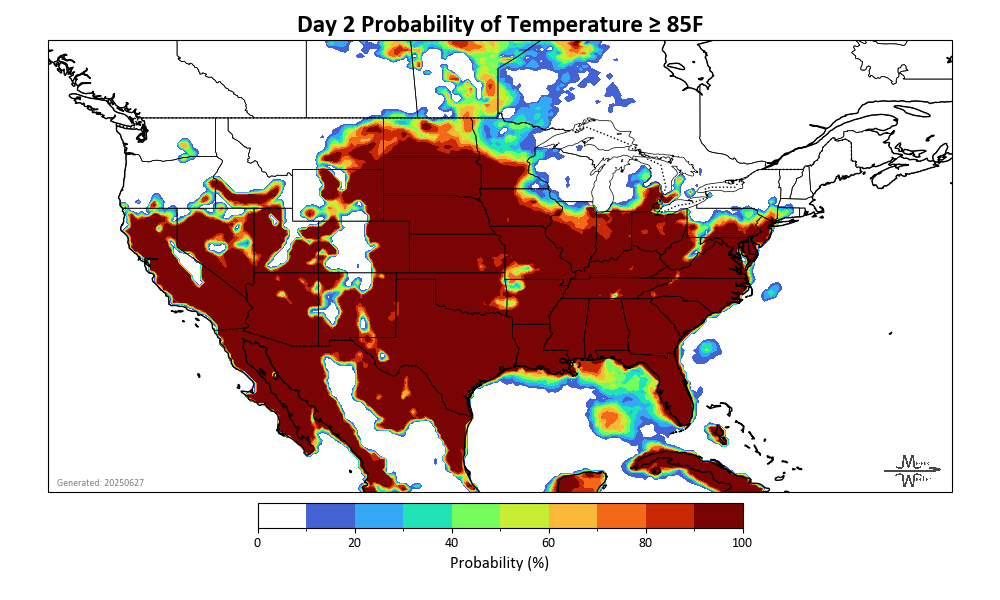 Day 2 Probability of Temperature ≥ 85F
Generated: 20250627
0 20 40 60 80 100
Probability (%)